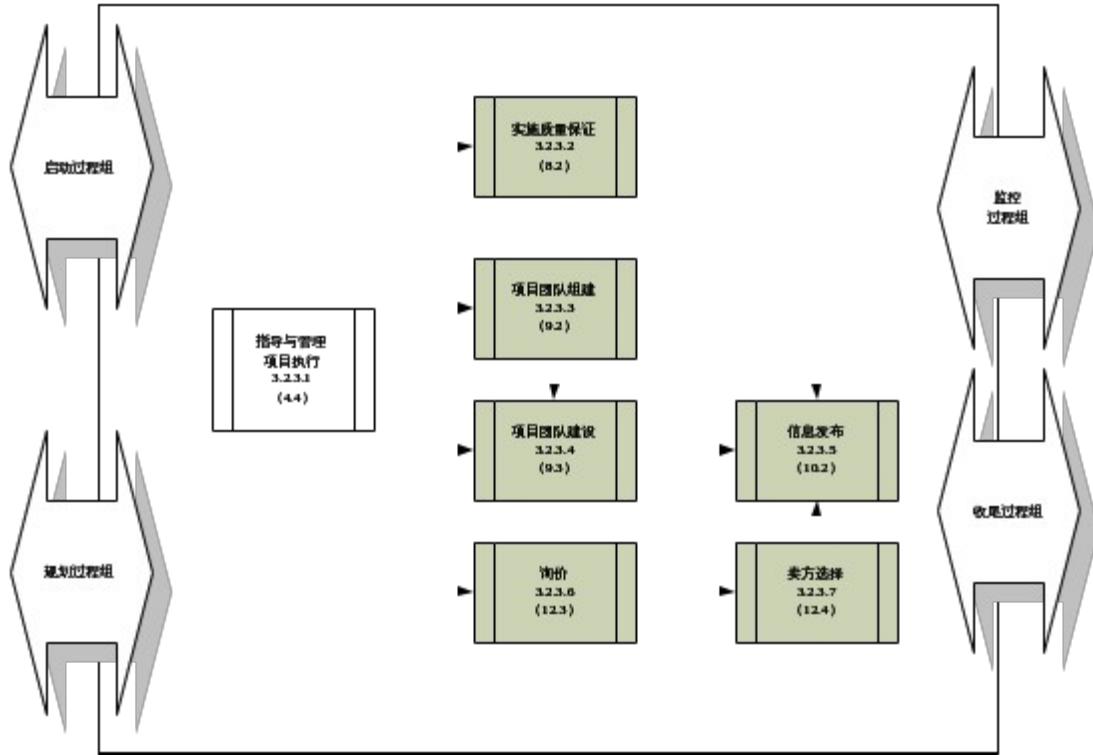 启动过程组
规划过程组
指导与管理
项目执行
3.2.3.1
(4.4)
实施质量保证
3.2.3.2
(8.2)
项目团队组建
3.2.3.3
(9.2)
项目团队建设
3.2.3.4
(9.3)
询价
3.2.3.6
(12.3)
信息发布
3.2.3.5
(10.2)
卖方选择
3.2.3.7
(12.4)
监控
过程组
收尾过程组